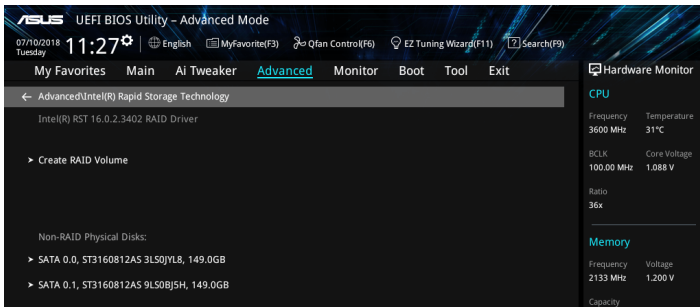 ASUS UEFI BIOS Utility – Advanced Mode
07/10/2018 Tuesday 11:27 English MyFavorite(F3) Qfan Control(F6) EZ Tuning Wizard(F11) Search(F9)
My Favorites Main Ai Tweaker Advanced Monitor Boot Tool Exit
Advanced\Intel(R) Rapid Storage Technology
Intel(R) RST 16.0.2.3402 RAID Driver
Create RAID Volume
Non-RAID Physical Disks:
SATA 0.0, ST3160812AS 3LS0JYL8, 149.0GB
SATA 0.1, ST3160812AS 9LS0BJ5H, 149.0GB
Hardware Monitor
CPU
Frequency Temperature
3600 MHz 31°C
BCLK Core Voltage
100.00 MHz 1.088 V
Ratio
36x
Memory
Frequency Voltage
2133 MHz 1.200 V
Capacity